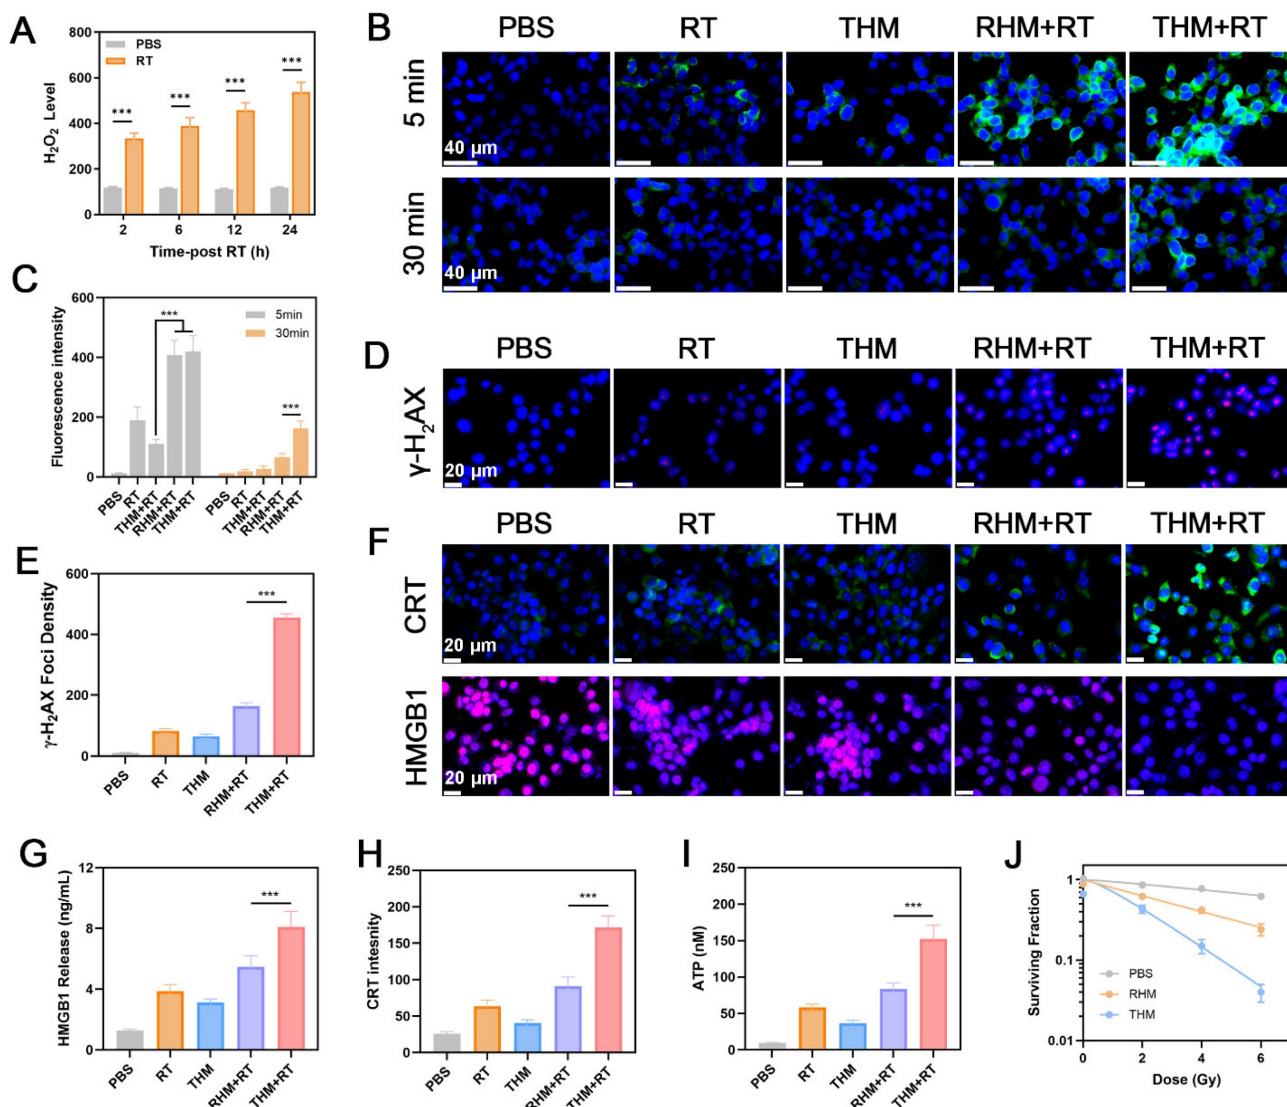 A
H₂O₂ Level
800
600
400
200
0
PBS
RT
***
***
***
***
2
6
12
24
Time-post RT (h)
B
PBS
RT
THM
RHM+RT
THM+RT
5 min
40 µm
30 min
40 µm
C
Fluorescence intensity
600
400
200
0
5min
30min
***
***
PBS
RT
THM+RT
RHM+RT
THM+RT
PBS
RT
THM+RT
RHM+RT
THM+RT
D
PBS
RT
THM
RHM+RT
THM+RT
γ-H₂AX
20 µm
E
γ-H₂AX Foci Density
600
400
200
0
***
PBS
RT
THM
RHM+RT
THM+RT
F
PBS
RT
THM
RHM+RT
THM+RT
CRT
20 µm
HMGB1
20 µm
G
HMGB1 Release (ng/mL)
12
8
4
0
***
PBS
RT
THM
RHM+RT
THM+RT
H
CRT intesnity
250
200
150
100
50
0
***
PBS
RT
THM
RHM+RT
THM+RT
I
ATP (nM)
250
200
150
100
50
0
***
PBS
RT
THM
RHM+RT
THM+RT
J
Surviving Fraction
1
0.1
0.01
PBS
RHM
THM
0
2
4
6
Dose (Gy)